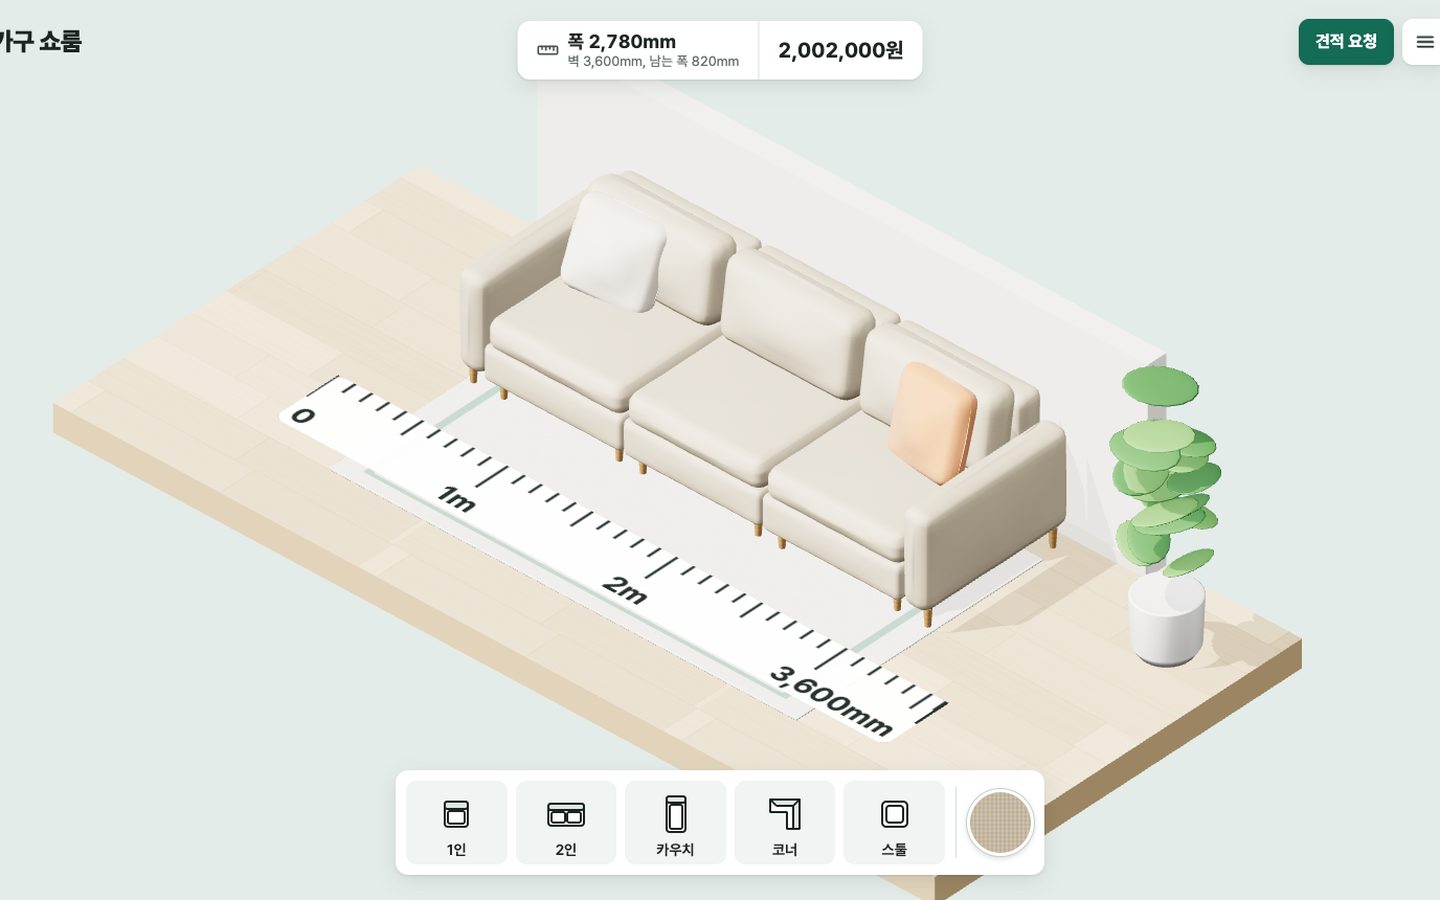 가구 쇼룸
폭 2,780mm
벽 3,600mm, 남는 폭 820mm
2,002,000원
견적 요청
0
1m
2m
3,600mm
1인
2인
카우치
코너
스툴